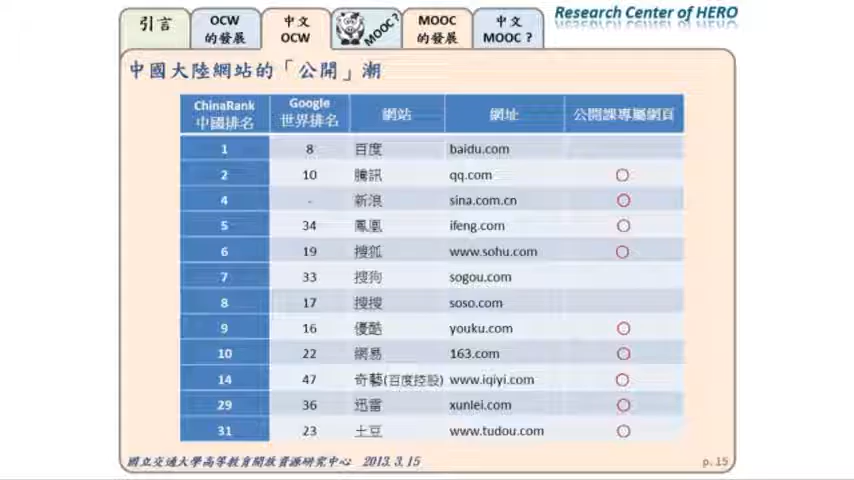 Research Center of HERO
引言
OCW
的發展
中文
OCW
MOOC?
MOOC
的發展
中文
MOOC?
中國大陸網站的「公開」潮
ChinaRank 中國排名 Google 世界排名 網站 網址 公開課專屬網頁
1 8 百度 baidu.com
2 10 騰訊 qq.com ○
4 - 新浪 sina.com.cn ○
5 34 鳳凰 ifeng.com ○
6 19 搜狐 www.sohu.com ○
7 33 搜狗 sogou.com
8 17 搜搜 soso.com
9 16 優酷 youku.com ○
10 22 網易 163.com ○
14 47 奇藝(百度控股) www.iqiyi.com ○
29 36 迅雷 xunlei.com ○
31 23 土豆 www.tudou.com ○
國立交通大學高等教育開放資源研究中心 2013.3.15
p.15